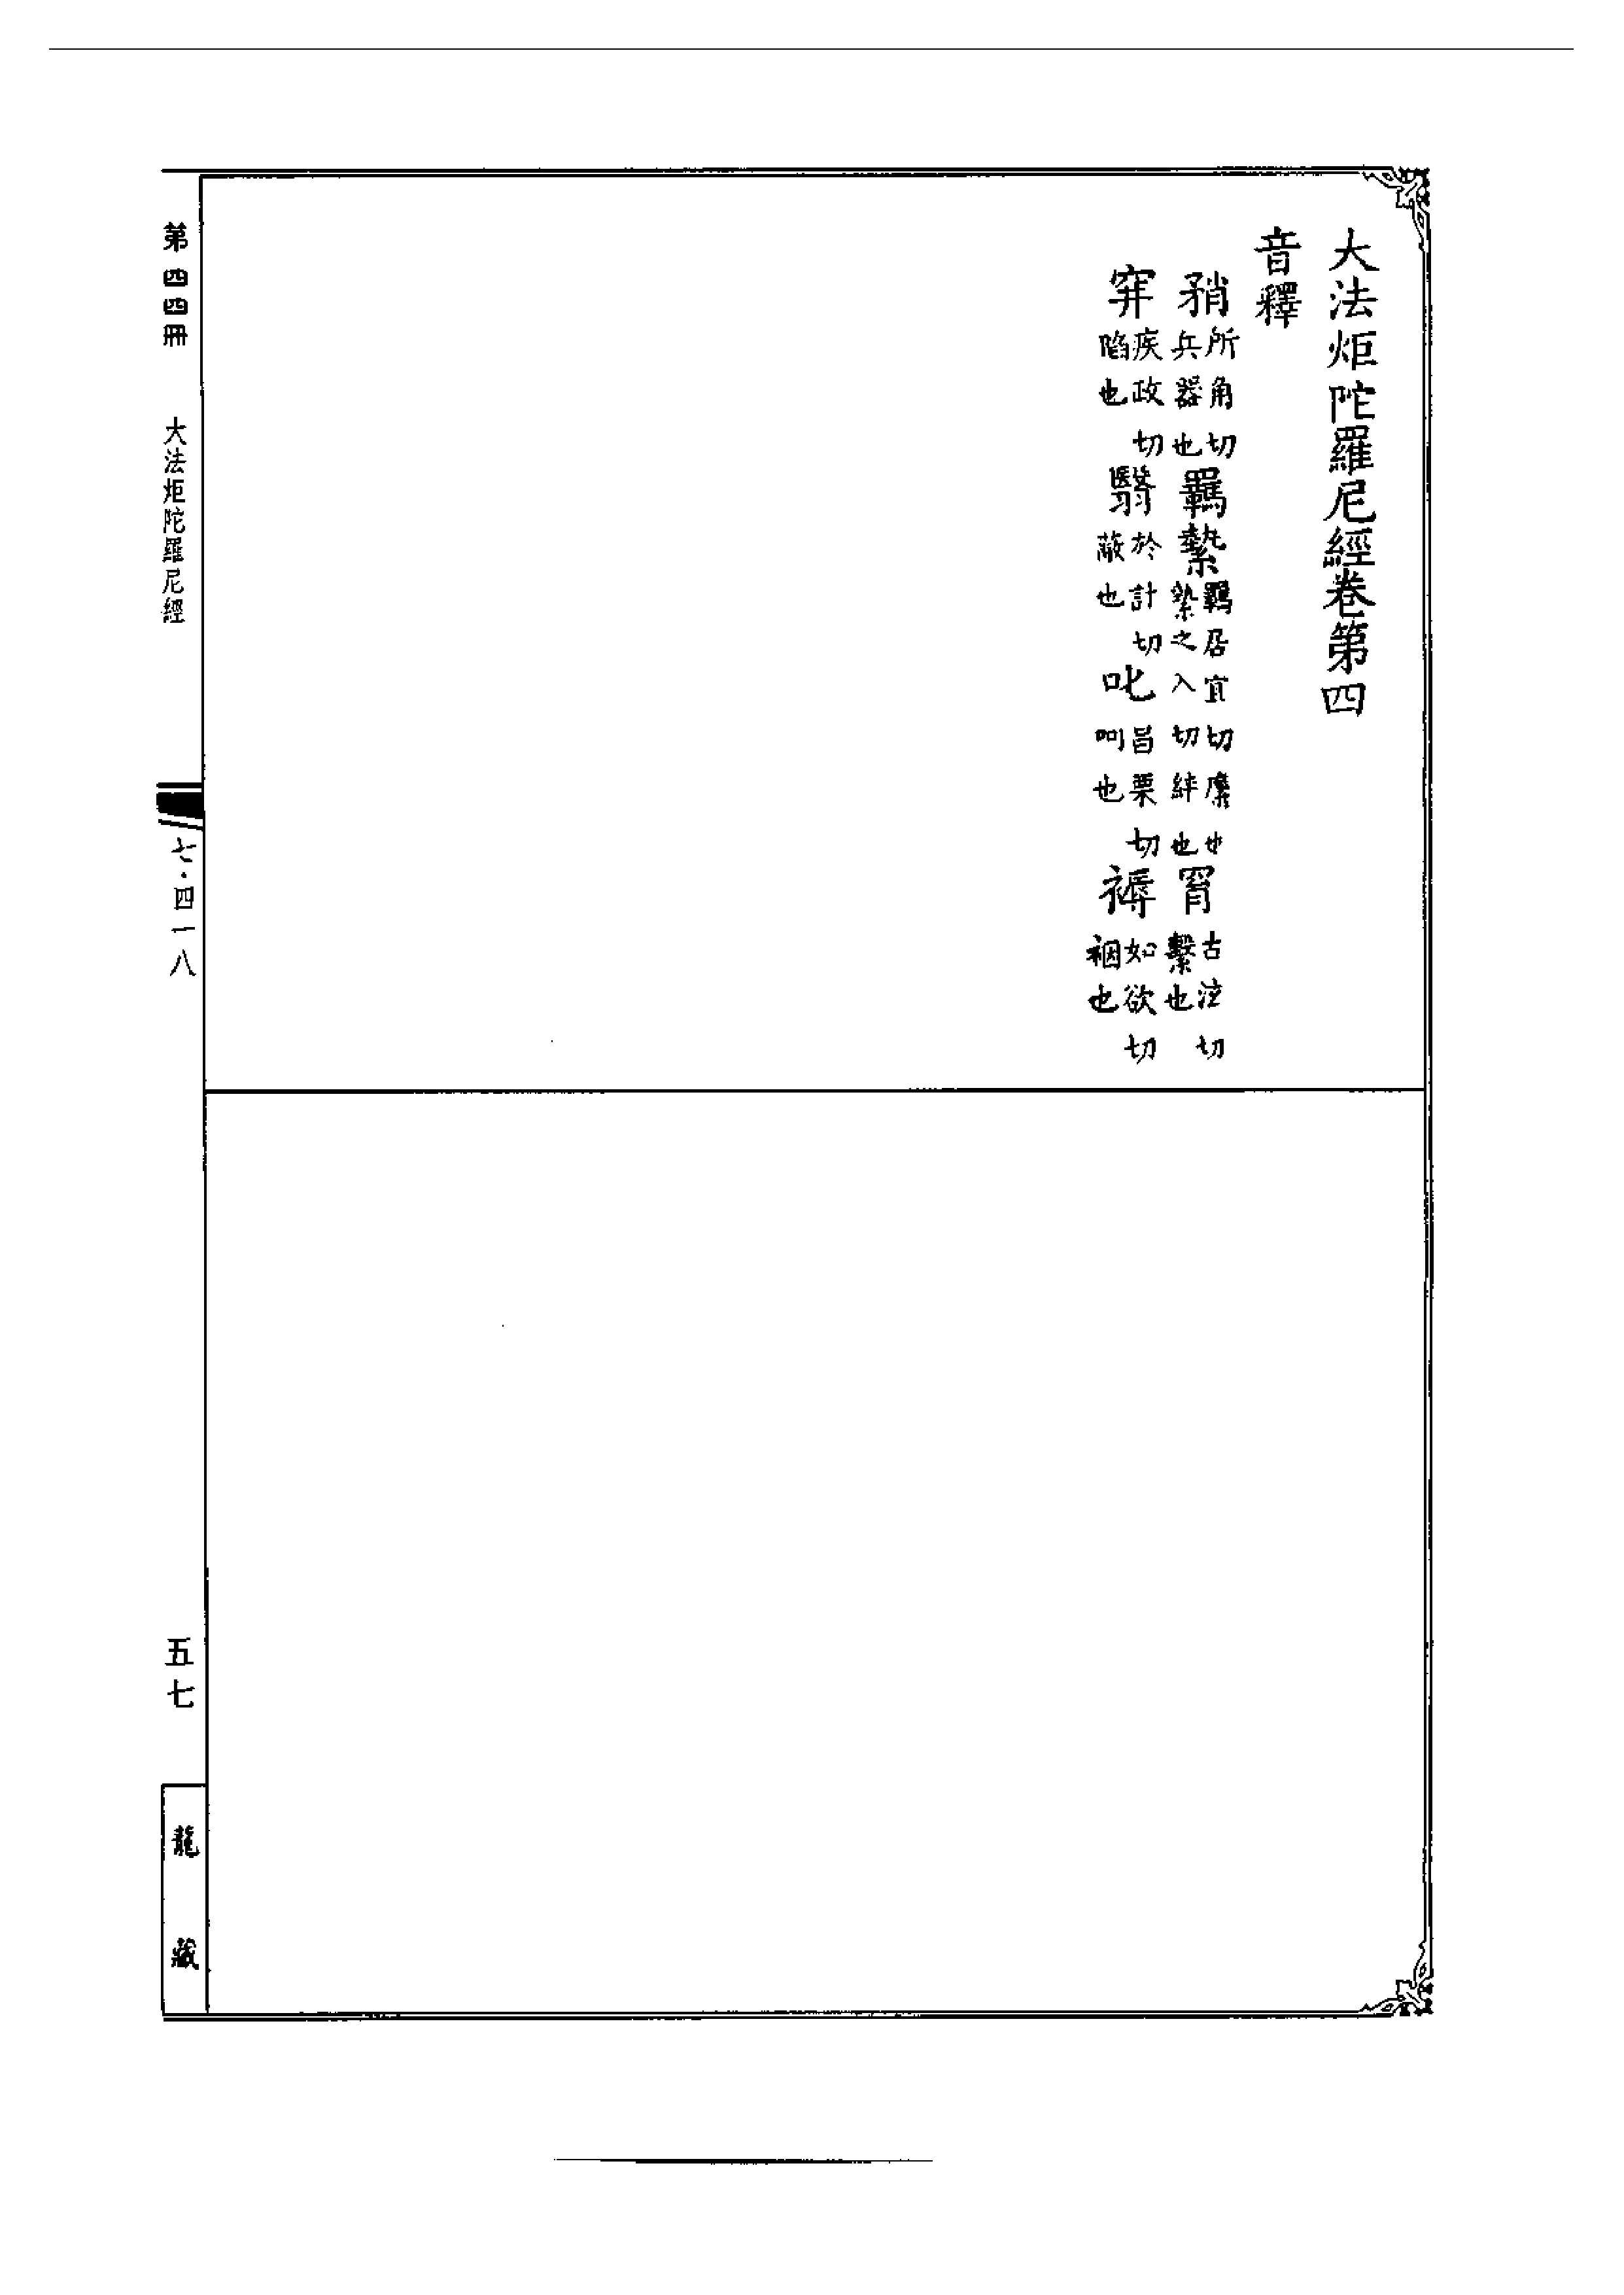 大法炬陀羅尼經卷第四
音釋
矟所角切兵器也羈縶羈居宜切縻也縶之入切絆也罥古泫切繫也
穽疾政切陷也翳於計切蔽也叱昌栗切呵也褥如欲切裀也
第四四冊
大法炬陀羅尼經
七·四一八
五七
龍藏